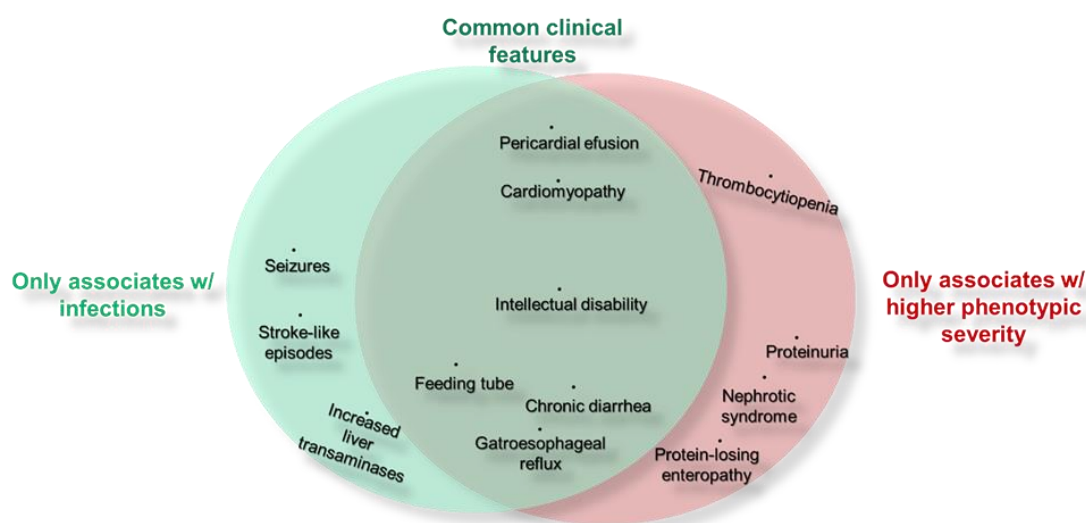 Common clinical
features
Pericardial efusion
Cardiomyopathy
Thrombocytiopenia
Seizures
Only associates w/
infections
Intellectual disability
Only associates w/
higher phenotypic
severity
Stroke-like
episodes
Proteinuria
Feeding tube
Chronic diarrhea
Nephrotic
syndrome
Increased
liver
transaminases
Gatroesophageal
reflux
Protein-losing
enteropathy